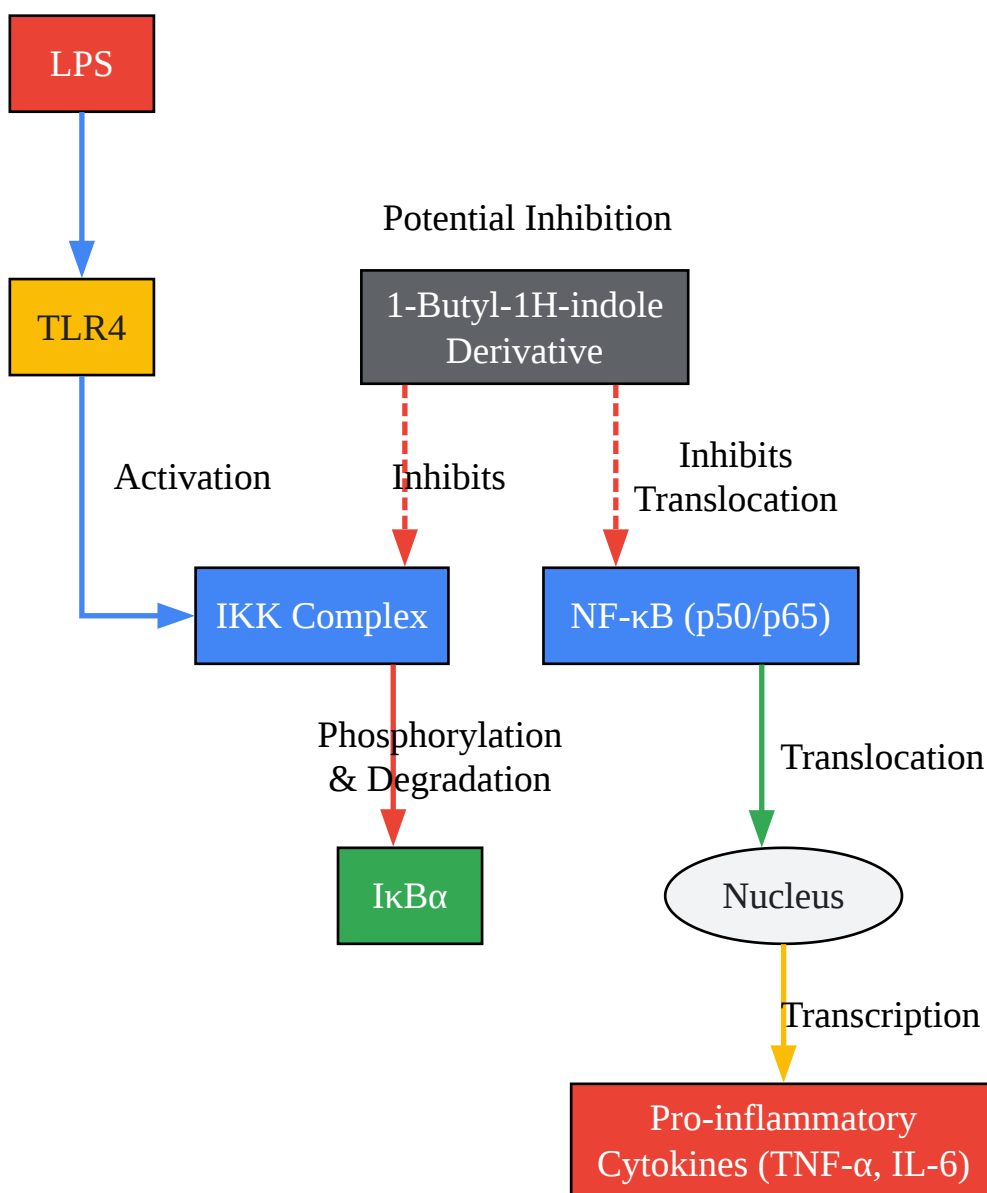 LPS
Potential Inhibition
1-Butyl-1H-indole
Derivative
TLR4
Activation
Inhibits
Inhibits
Translocation
IKK Complex
NF-κB (p50/p65)
Phosphorylation
& Degradation
Translocation
IκBα
Nucleus
Transcription
Pro-inflammatory
Cytokines (TNF-α, IL-6)